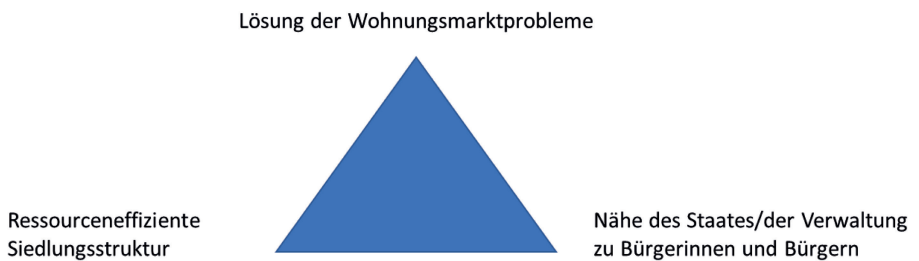 Lösung der Wohnungsmarktprobleme
Ressourceneffiziente
Siedlungsstruktur
Nähe des Staates/der Verwaltung
zu Bürgerinnen und Bürgern